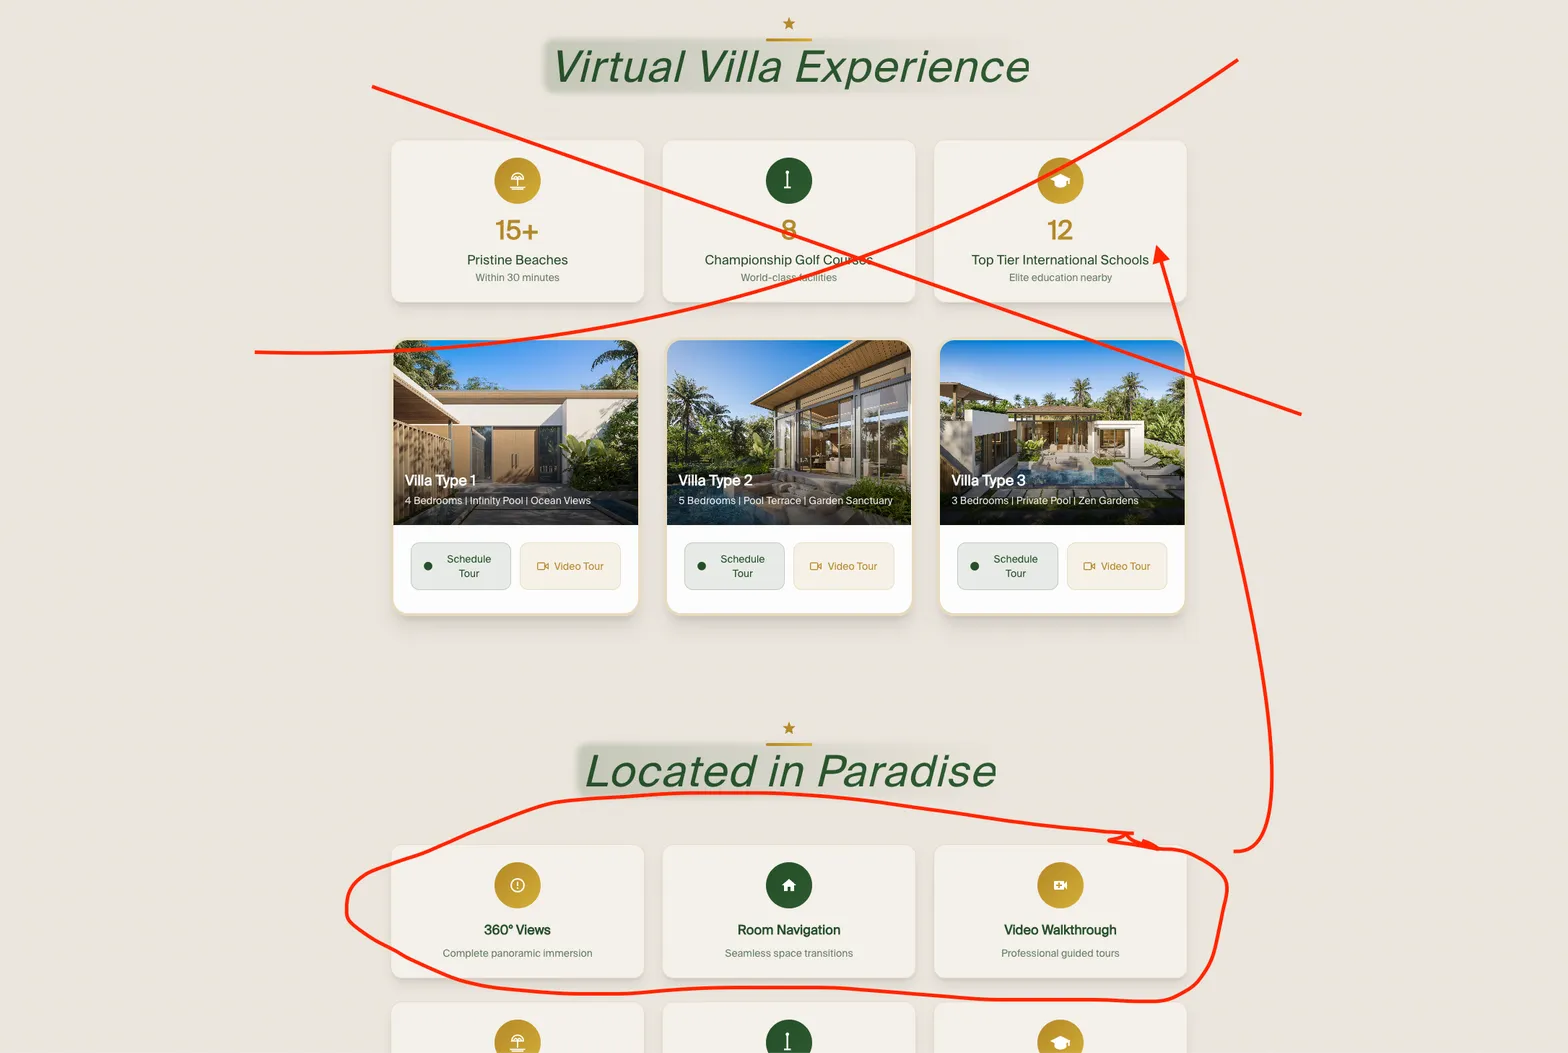 Virtual Villa Experience
15+
Pristine Beaches
Within 30 minutes
8
Championship Golf Courses
World-class facilities
12
Top Tier International Schools
Elite education nearby
Villa Type 1
4 Bedrooms | Infinity Pool | Ocean Views
Schedule
Tour
Video Tour
Villa Type 2
5 Bedrooms | Pool Terrace | Garden Sanctuary
Schedule
Tour
Video Tour
Villa Type 3
3 Bedrooms | Private Pool | Zen Gardens
Schedule
Tour
Video Tour
Located in Paradise
360° Views
Complete panoramic immersion
Room Navigation
Seamless space transitions
Video Walkthrough
Professional guided tours